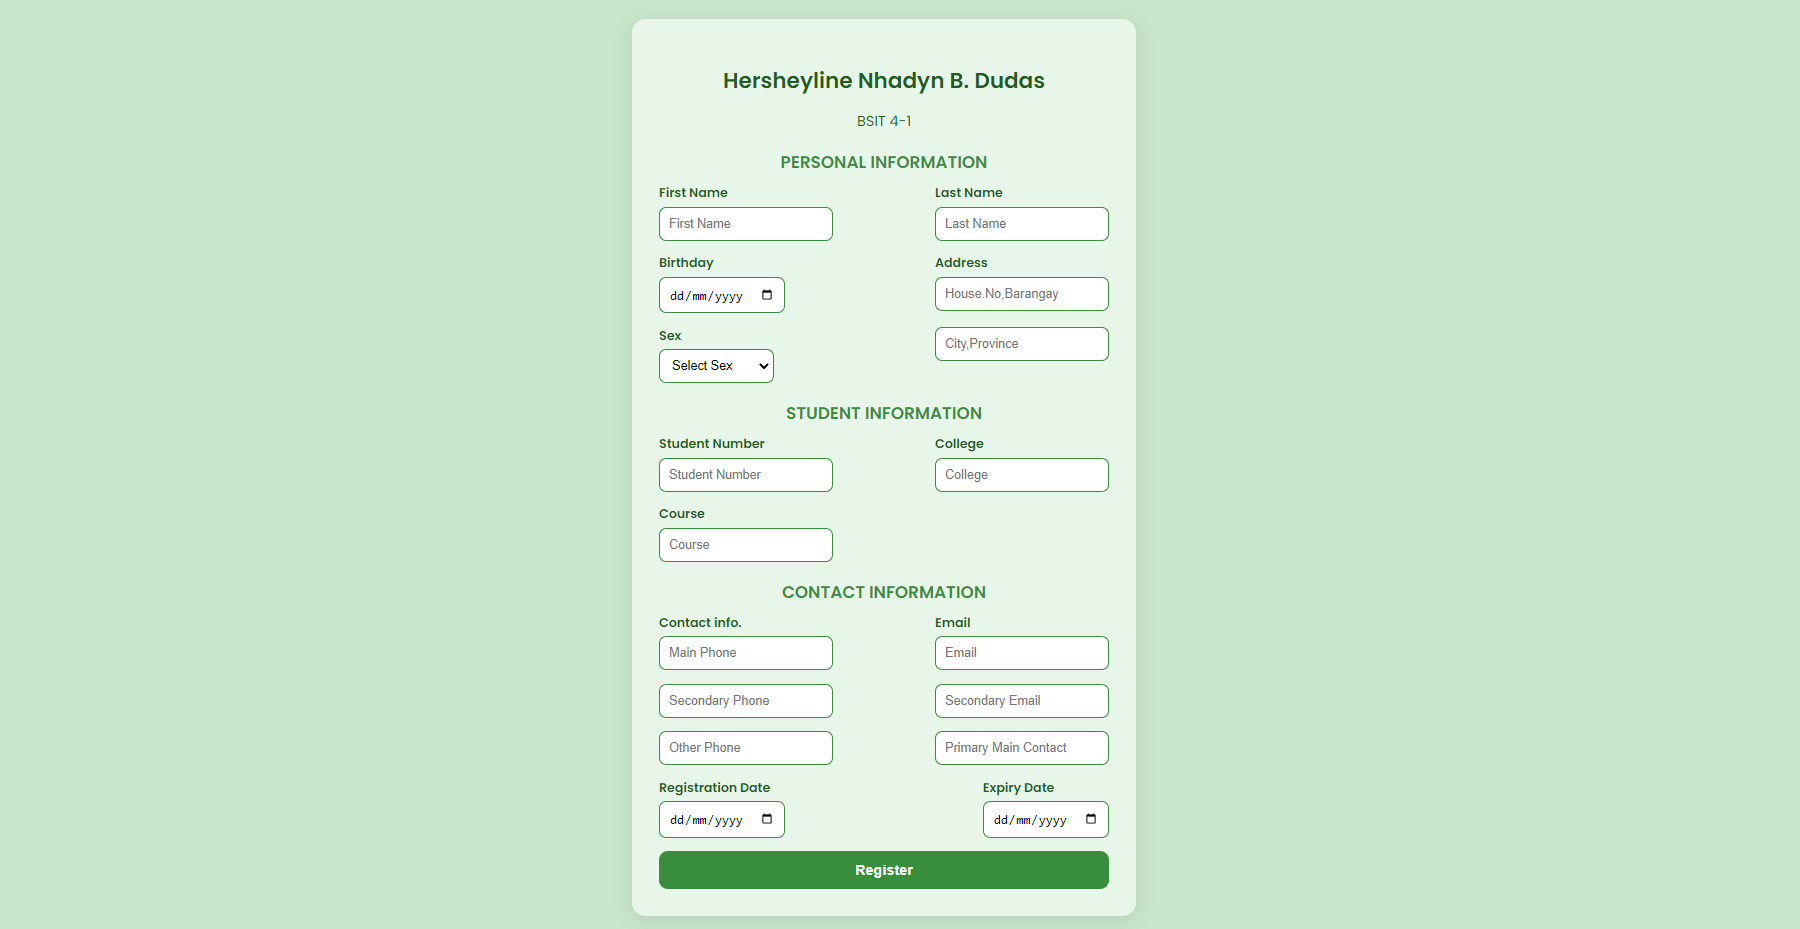 Hersheyline Nhadyn B. Dudas
BSIT 4-1
PERSONAL INFORMATION
First Name Last Name
First Name Last Name
Birthday Address
dd/mm/yyyy House.No,Barangay
Sex
City,Province
Select Sex
STUDENT INFORMATION
Student Number College
Student Number College
Course
Course
CONTACT INFORMATION
Contact info. Email
Main Phone Email
Secondary Phone Secondary Email
Other Phone Primary Main Contact
Registration Date Expiry Date
dd/mm/yyyy dd/mm/yyyy
Register